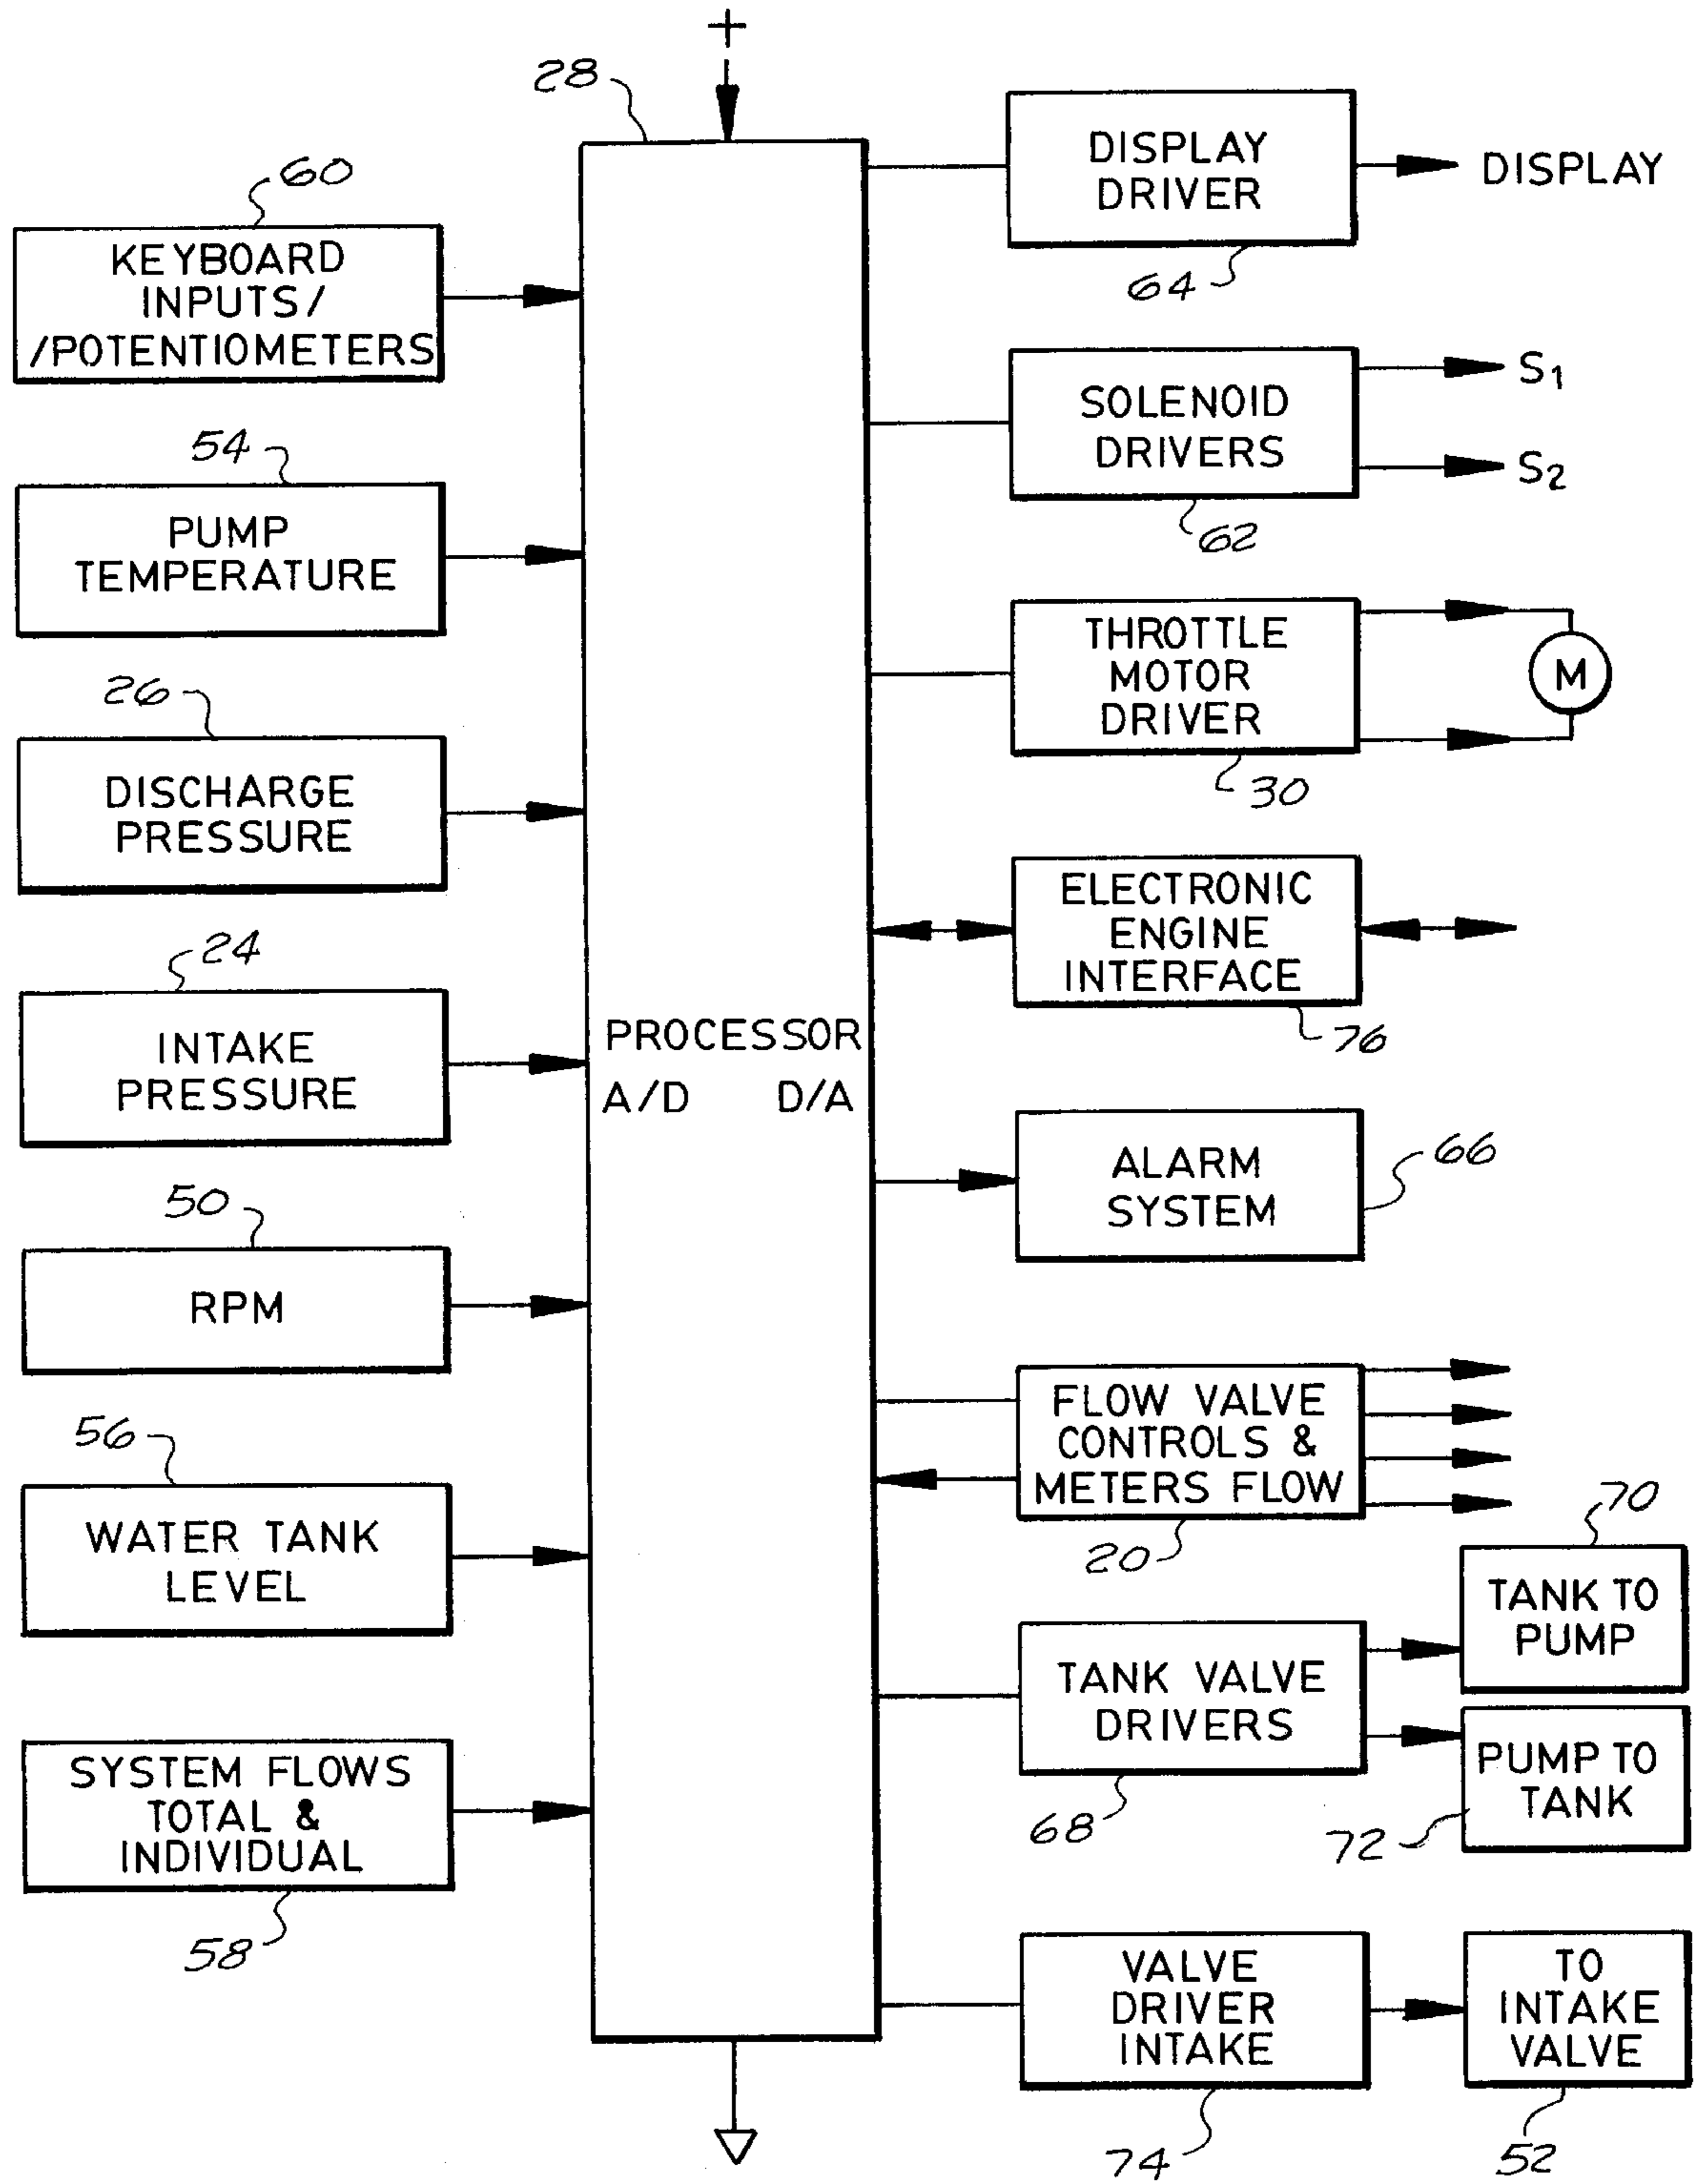 +
28
60
KEYBOARD
INPUTS/
/POTENTIOMETERS
54
PUMP
TEMPERATURE
26
DISCHARGE
PRESSURE
24
INTAKE
PRESSURE
50
RPM
56
WATER TANK
LEVEL
SYSTEM FLOWS
TOTAL &
INDIVIDUAL
58
PROCESSOR
A/D D/A
DISPLAY
DRIVER
DISPLAY
64
SOLENOID
DRIVERS
S1
S2
62
THROTTLE
MOTOR
DRIVER
M
30
ELECTRONIC
ENGINE
INTERFACE
76
ALARM
SYSTEM
66
FLOW VALVE
CONTROLS &
METERS FLOW
20
70
TANK TO
PUMP
TANK VALVE
DRIVERS
68
PUMP TO
TANK
72
VALVE
DRIVER
INTAKE
74
TO
INTAKE
VALVE
52